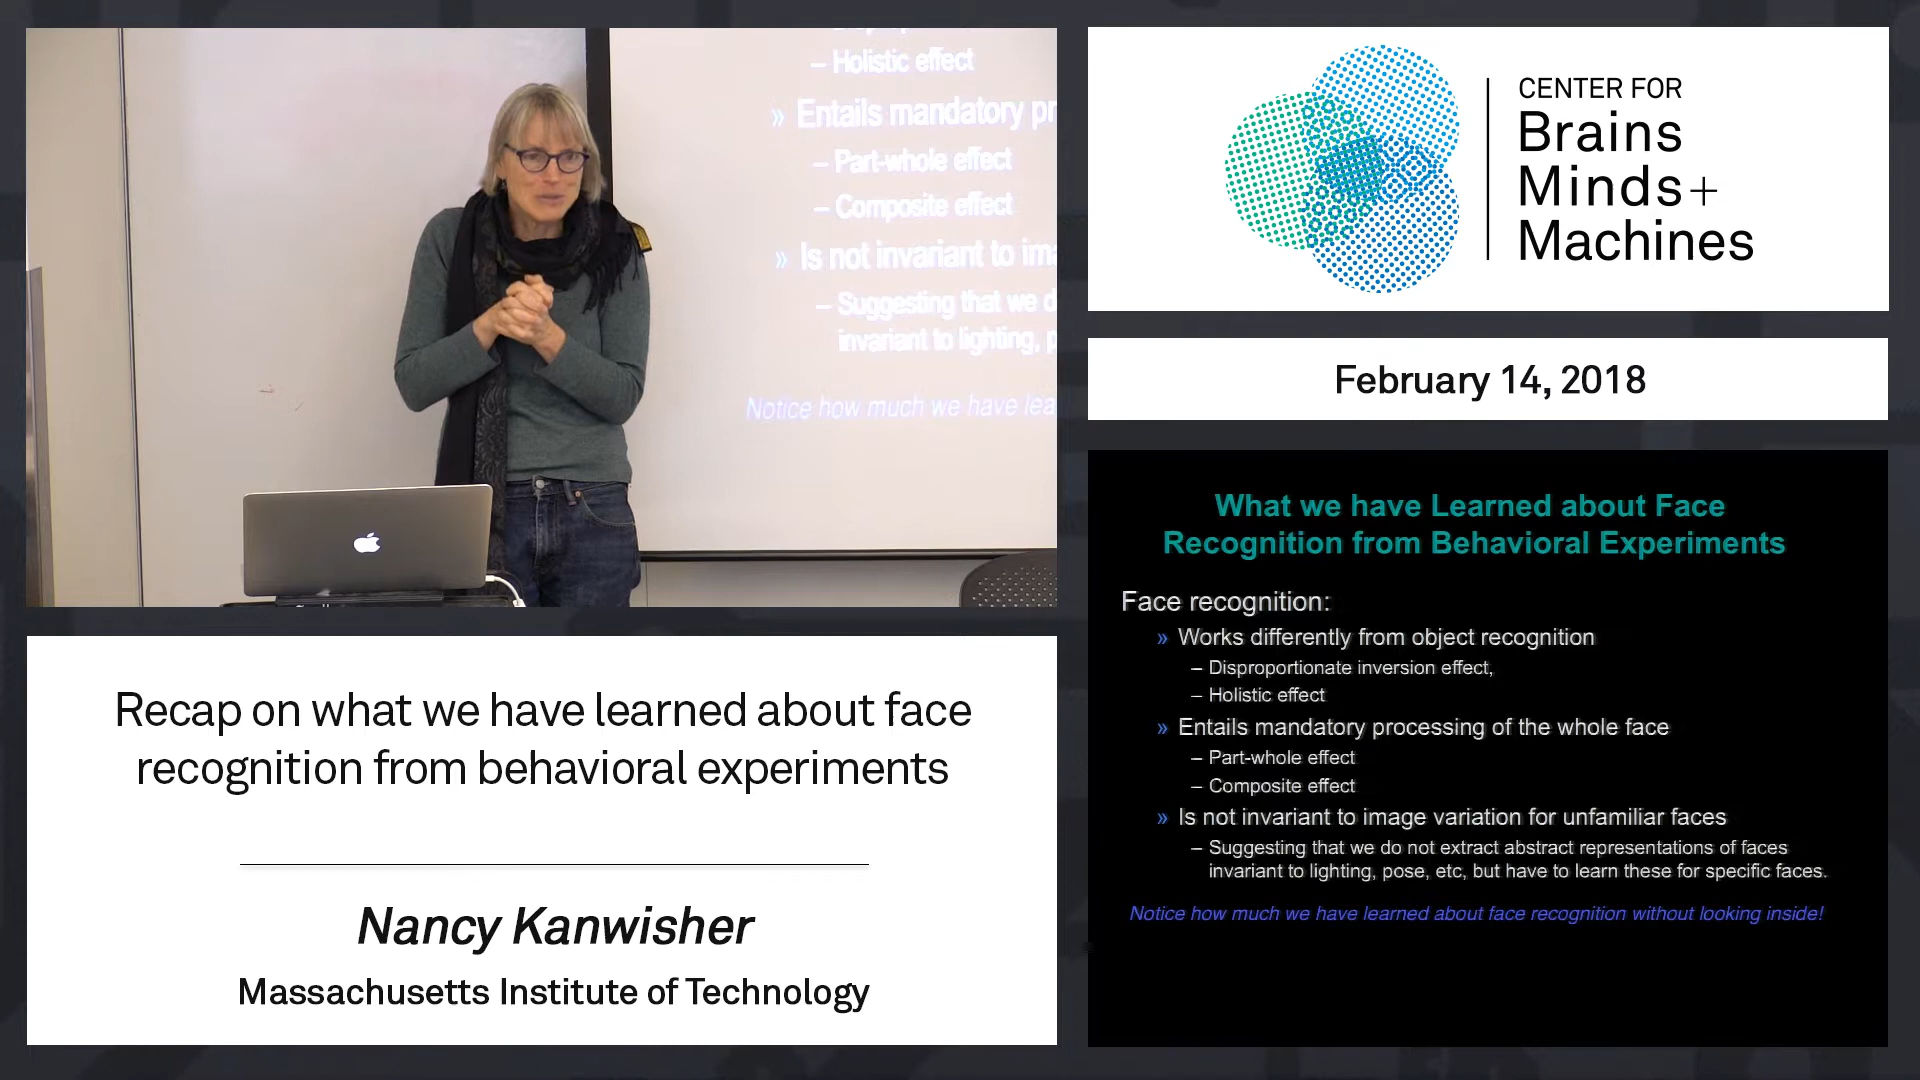 – Holistic effect
» Entails mandatory pr
– Part-whole effect
– Composite effect
» Is not invariant to im
– Suggesting that we d
invariant to lighting, p
Notice how much we have lea
CENTER FOR
Brains
Minds+
Machines
February 14, 2018
What we have Learned about Face
Recognition from Behavioral Experiments
Face recognition:
» Works differently from object recognition
– Disproportionate inversion effect,
– Holistic effect
» Entails mandatory processing of the whole face
– Part-whole effect
– Composite effect
» Is not invariant to image variation for unfamiliar faces
– Suggesting that we do not extract abstract representations of faces
invariant to lighting, pose, etc, but have to learn these for specific faces.
Notice how much we have learned about face recognition without looking inside!
Recap on what we have learned about face
recognition from behavioral experiments
Nancy Kanwisher
Massachusetts Institute of Technology